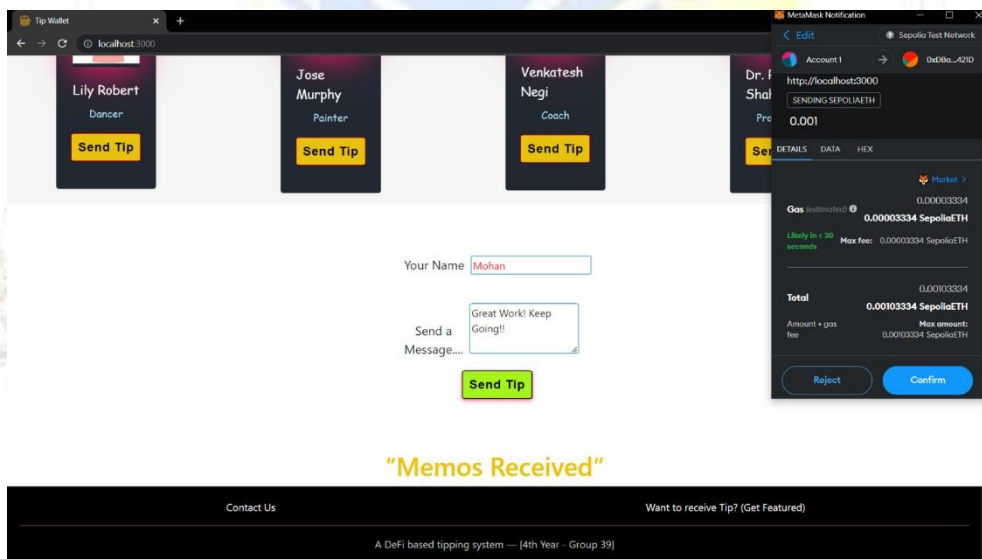 Tip Wallet
localhost:3000
Lily Robert
Dancer
Send Tip
Jose
Murphy
Painter
Send Tip
Venkatesh
Negi
Coach
Send Tip
Your Name Mohan
Send a
Message....
Great Work! Keep
Going!!
Send Tip
“Memos Received”
Contact Us
Want to receive Tip? (Get Featured)
A DeFi based tipping system — [4th Year - Group 39]
MetaMask Notification
Edit
Sepolia Test Network
Account 1
0xDBa...421D
http://localhost:3000
SENDING SEPOLIAETH
0.001
DETAILS DATA HEX
Market >
Gas (estimated)
0.00003334
0.00003334 SepoliaETH
Likely in < 30
seconds
Max fee: 0.00003334 SepoliaETH
Total
0.00103334
0.00103334 SepoliaETH
Amount + gas
fee
Max amount:
0.00103334 SepoliaETH
Reject
Confirm